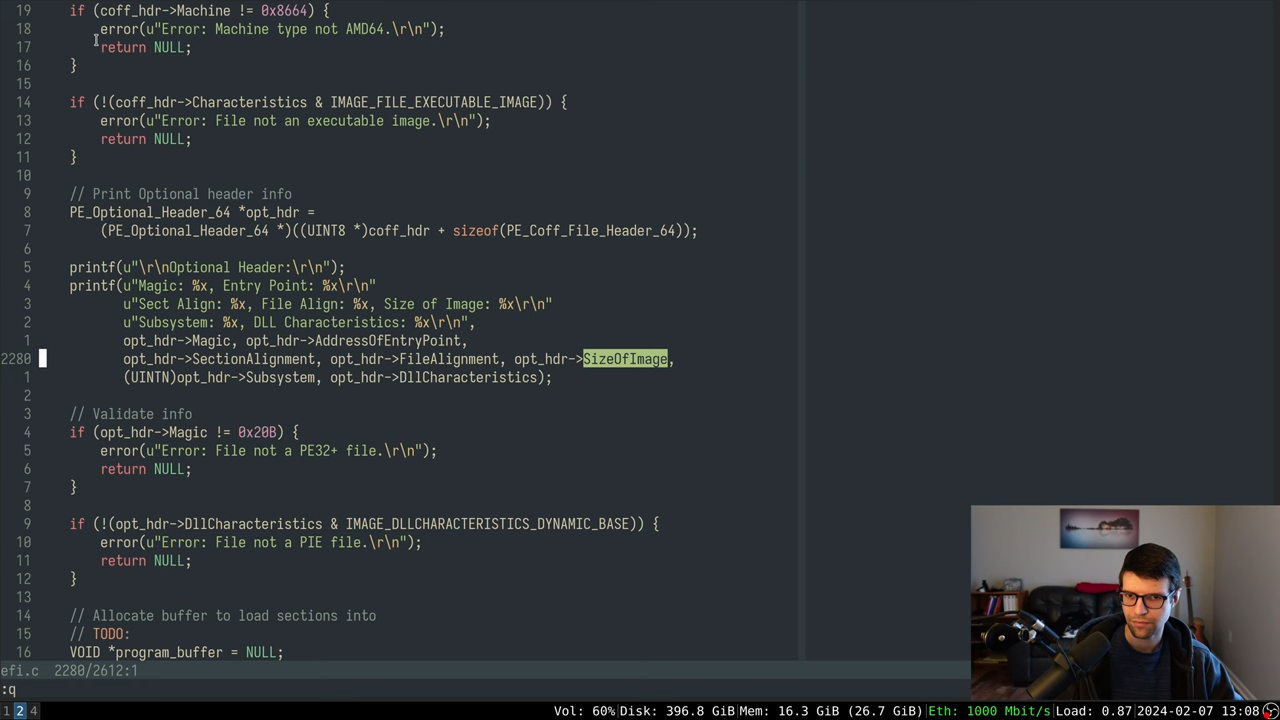 19 if (coff_hdr->Machine != 0x8664) {
18 error(u"Error: Machine type not AMD64.\r\n");
17 return NULL;
16 }
15
14 if (!(coff_hdr->Characteristics & IMAGE_FILE_EXECUTABLE_IMAGE)) {
13 error(u"Error: File not an executable image.\r\n");
12 return NULL;
11 }
10
9 // Print Optional header info
8 PE_Optional_Header_64 *opt_hdr =
7 (PE_Optional_Header_64 *)((UINT8 *)coff_hdr + sizeof(PE_Coff_File_Header_64));
6
5 printf(u"\r\nOptional Header:\r\n");
4 printf(u"Magic: %x, Entry Point: %x\r\n"
3 u"Sect Align: %x, File Align: %x, Size of Image: %x\r\n"
2 u"Subsystem: %x, DLL Characteristics: %x\r\n",
1 opt_hdr->Magic, opt_hdr->AddressOfEntryPoint,
2280 opt_hdr->SectionAlignment, opt_hdr->FileAlignment, opt_hdr->SizeOfImage,
1 (UINTN)opt_hdr->Subsystem, opt_hdr->DllCharacteristics);
2
3 // Validate info
4 if (opt_hdr->Magic != 0x20B) {
5 error(u"Error: File not a PE32+ file.\r\n");
6 return NULL;
7 }
8
9 if (!(opt_hdr->DllCharacteristics & IMAGE_DLLCHARACTERISTICS_DYNAMIC_BASE)) {
10 error(u"Error: File not a PIE file.\r\n");
11 return NULL;
12 }
13
14 // Allocate buffer to load sections into
15 // TODO:
16 VOID *program_buffer = NULL;
efi.c 2280/2612:1
:q
1 2 4 Vol: 60%|Disk: 396.8 GiB|Mem: 16.3 GiB (26.7 GiB)|Eth: 1000 Mbit/s|Load: 0.87|2024-02-07 13:08